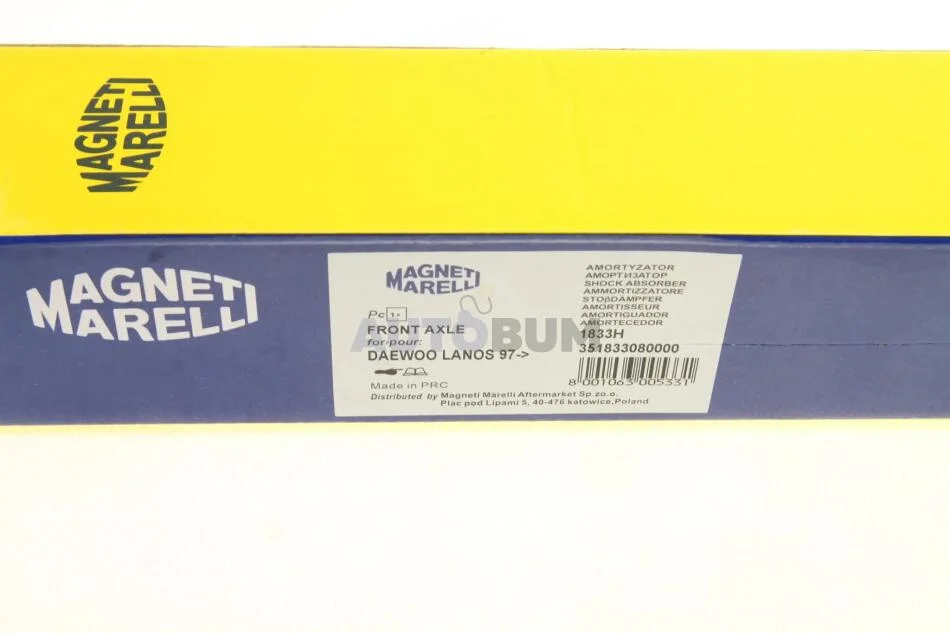 MAGNETI
MARELLI
MAGNETI
MARELLI
MAGNETI
MARELLI
Pc 1-
FRONT AXLE
for/pour:
DAEWOO LANOS 97->
Made in PRC
Distributed by Magneti Marelli Aftermarket Sp.zo.o.
Plac pod Lipami 5, 40-476 katowice,Poland
AMORTYZATOR
АМОРТИЗАТОР
SHOCK ABSORBER
AMMORTIZZATORE
STOβDÄMPFER
AMORTISSEUR
AMORTIGUADOR
AMORTECEDOR
1833H
351833080000
8 001063 005331
AUTOBUM